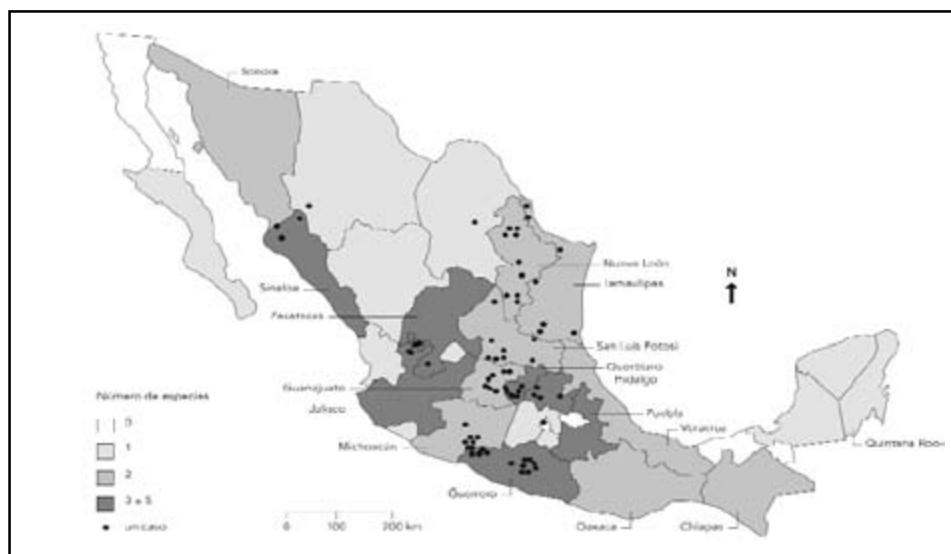 Sonora
Nuevo León
N
Tamaulipas
Sinaloa
Zacatecas
San Luis Potosí
Querétaro
Hidalgo
Guanajuato
Jalisco
Puebla
Veracruz
Michoacán
Quintana Roo
Guerrero
Oaxaca
Chiapas
Número de especies
0
1
2
3 a 5
un caso
0 100 200 km